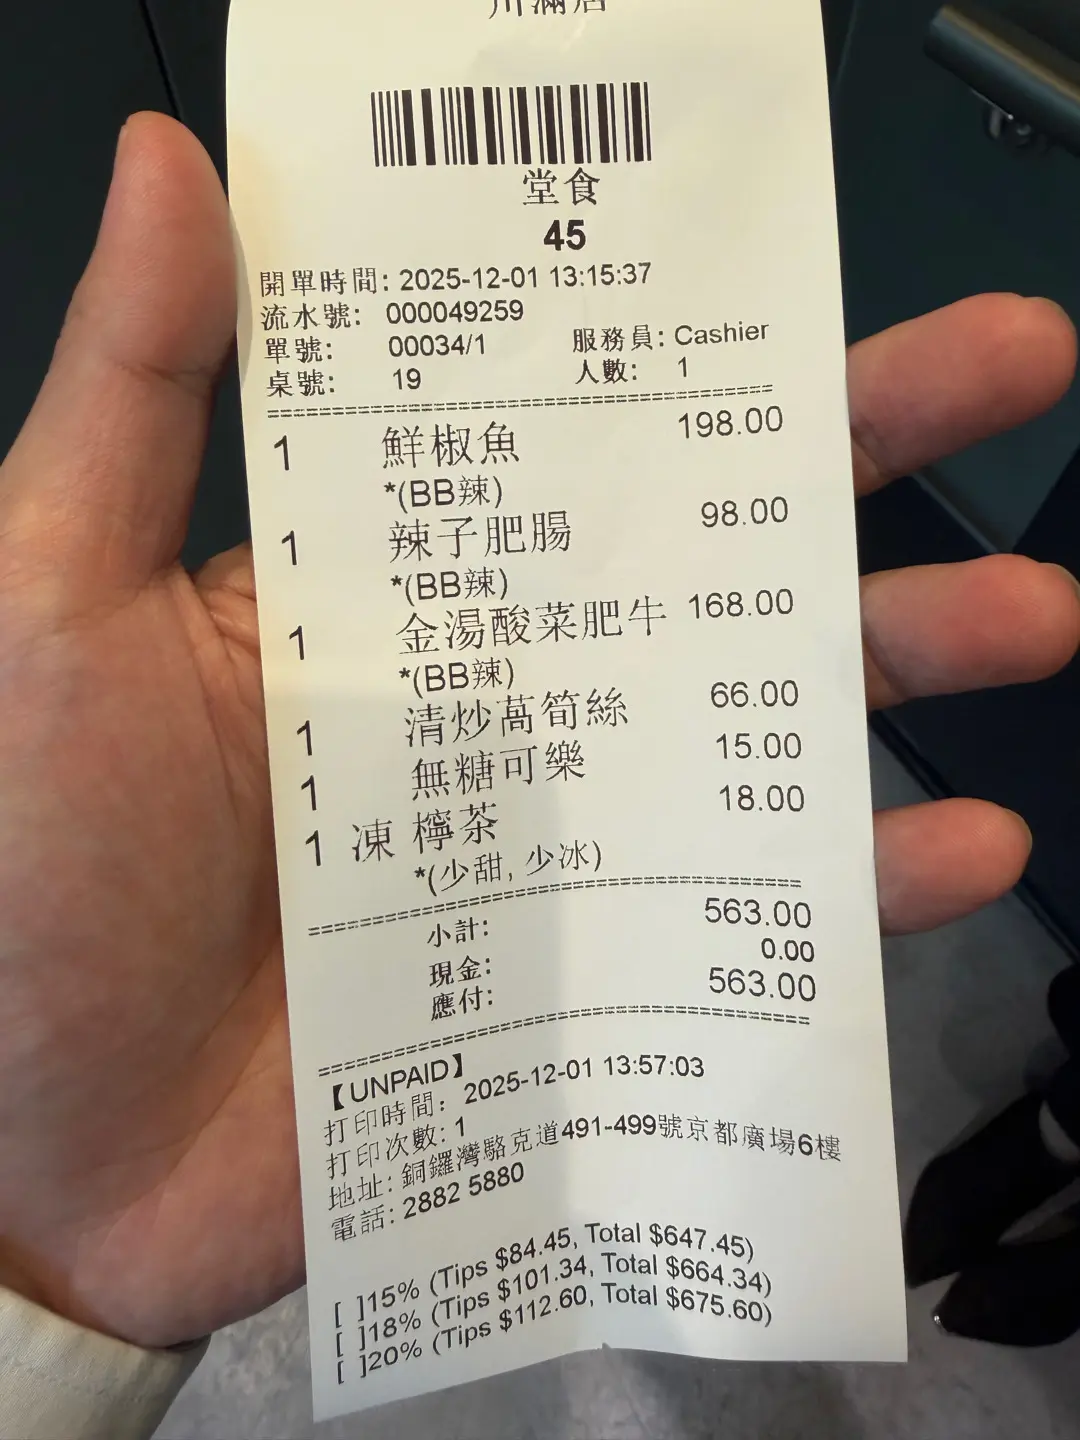 川滿店
堂食
45
開單時間: 2025-12-01 13:15:37
流水號: 000049259
單號: 00034/1 服務員: Cashier
桌號: 19 人數: 1
1 鮮椒魚 198.00
*(BB辣)
1 辣子肥腸 98.00
*(BB辣)
1 金湯酸菜肥牛 168.00
*(BB辣)
1 清炒萵筍絲 66.00
1 無糖可樂 15.00
1 凍 檸茶 18.00
*(少甜, 少冰)
小計: 563.00
現金: 0.00
應付: 563.00
【UNPAID】
打印時間: 2025-12-01 13:57:03
打印次數: 1
地址: 銅鑼灣駱克道491-499號京都廣場6樓
電話: 2882 5880
[ ]15% (Tips $84.45, Total $647.45)
[ ]18% (Tips $101.34, Total $664.34)
[ ]20% (Tips $112.60, Total $675.60)